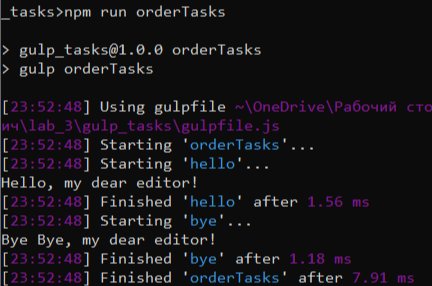 _tasks>npm run orderTasks
> gulp_tasks@1.0.0 orderTasks
> gulp orderTasks
[23:52:48] Using gulpfile ~\OneDrive\Рабочий сто
ич\lab_3\gulp_tasks\gulpfile.js
[23:52:48] Starting 'orderTasks'...
[23:52:48] Starting 'hello'...
Hello, my dear editor!
[23:52:48] Finished 'hello' after 1.56 ms
[23:52:48] Starting 'bye'...
Bye Bye, my dear editor!
[23:52:48] Finished 'bye' after 1.18 ms
[23:52:48] Finished 'orderTasks' after 7.91 ms